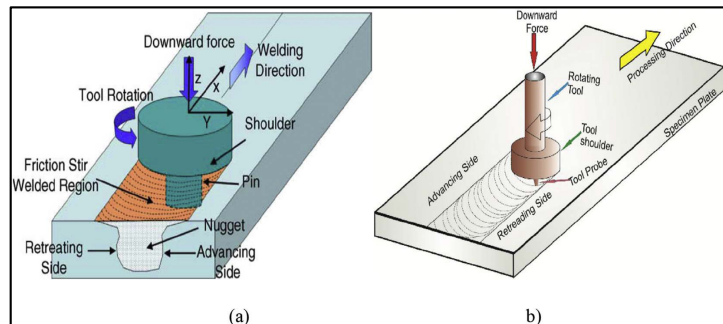 Downward force
Welding
Direction
z
x
Y
Tool Rotation
Shoulder
Friction Stir
Welded Region
Pin
Nugget
Retreating
Side
Advancing
Side
(a)
Downward
Force
Processing Direction
Rotating
Tool
Specimen Plate
Tool
shoulder
Tool Probe
Advancing Side
Retreading Side
b)